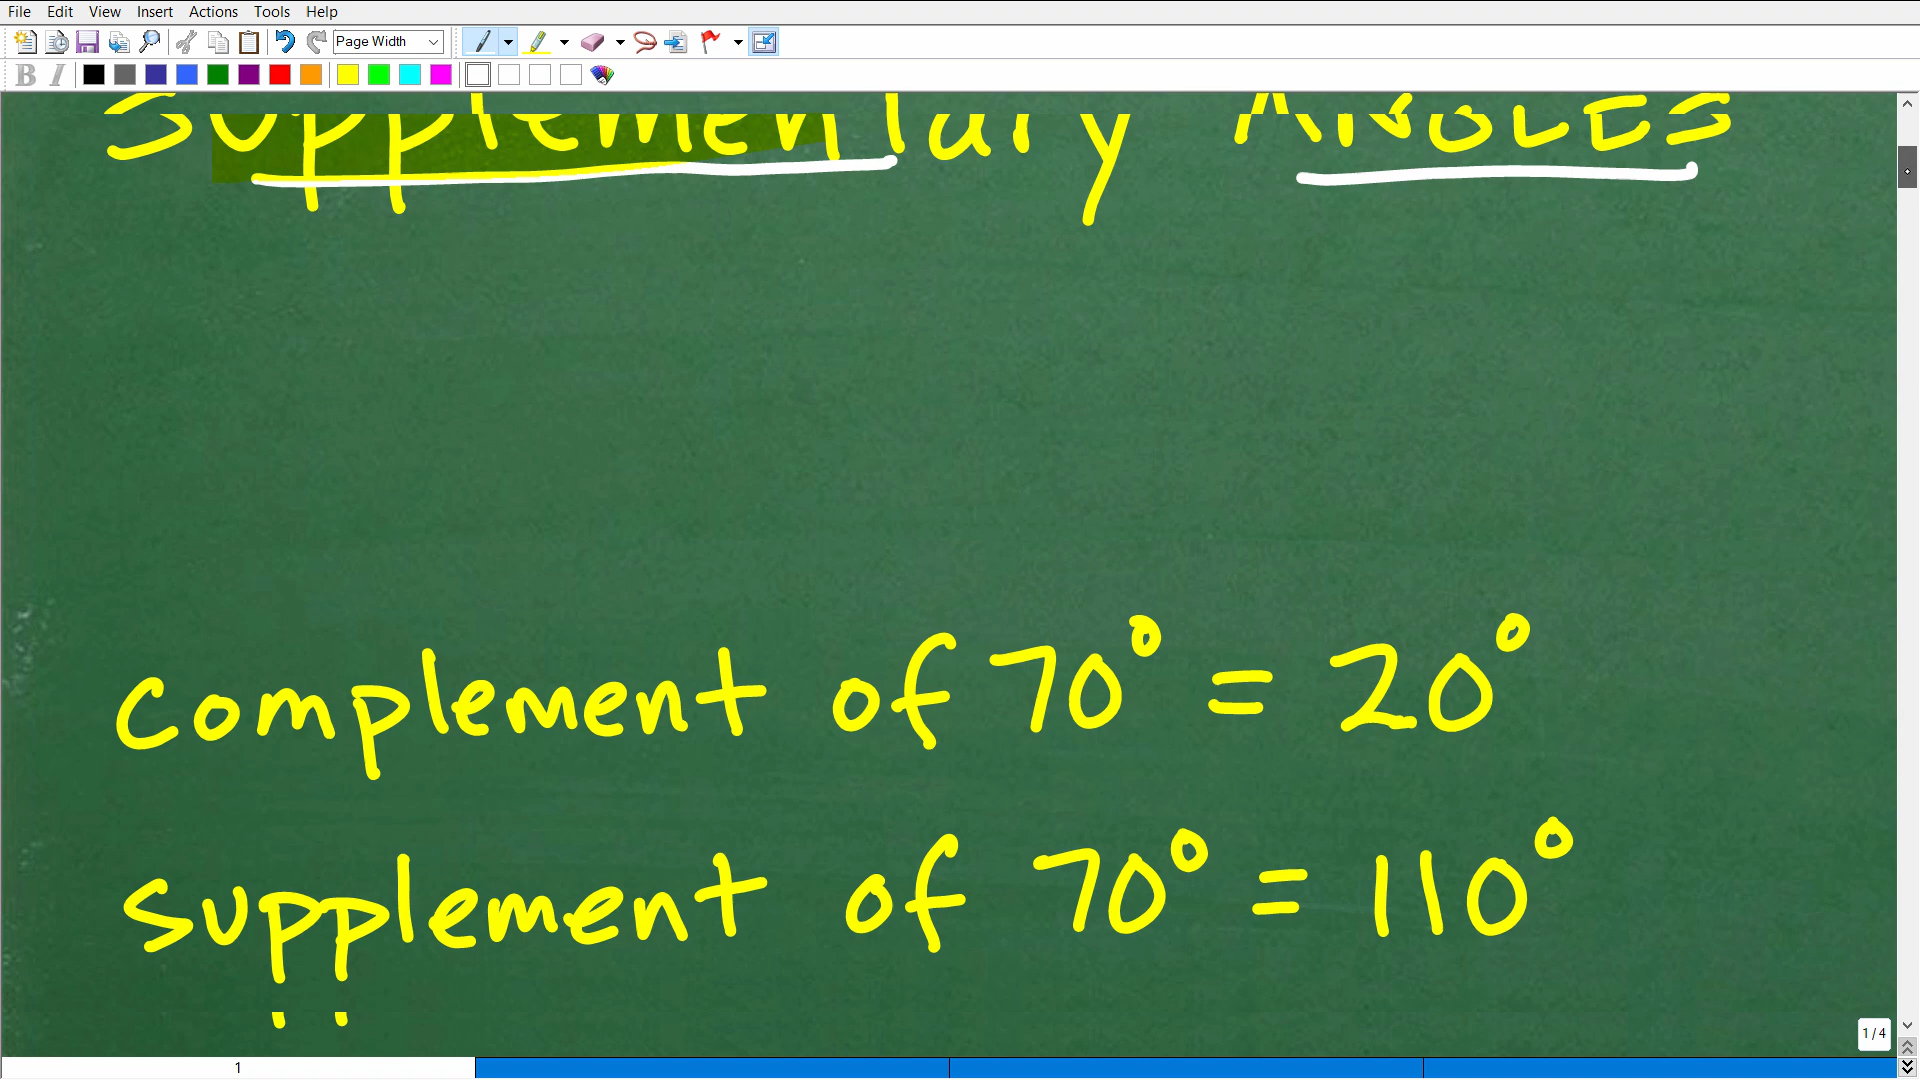 File Edit View Insert Actions Tools Help
Page Width
B I
Supplementary ANGLES
complement of 70° = 20°
supplement of 70° = 110°
1 / 4
1